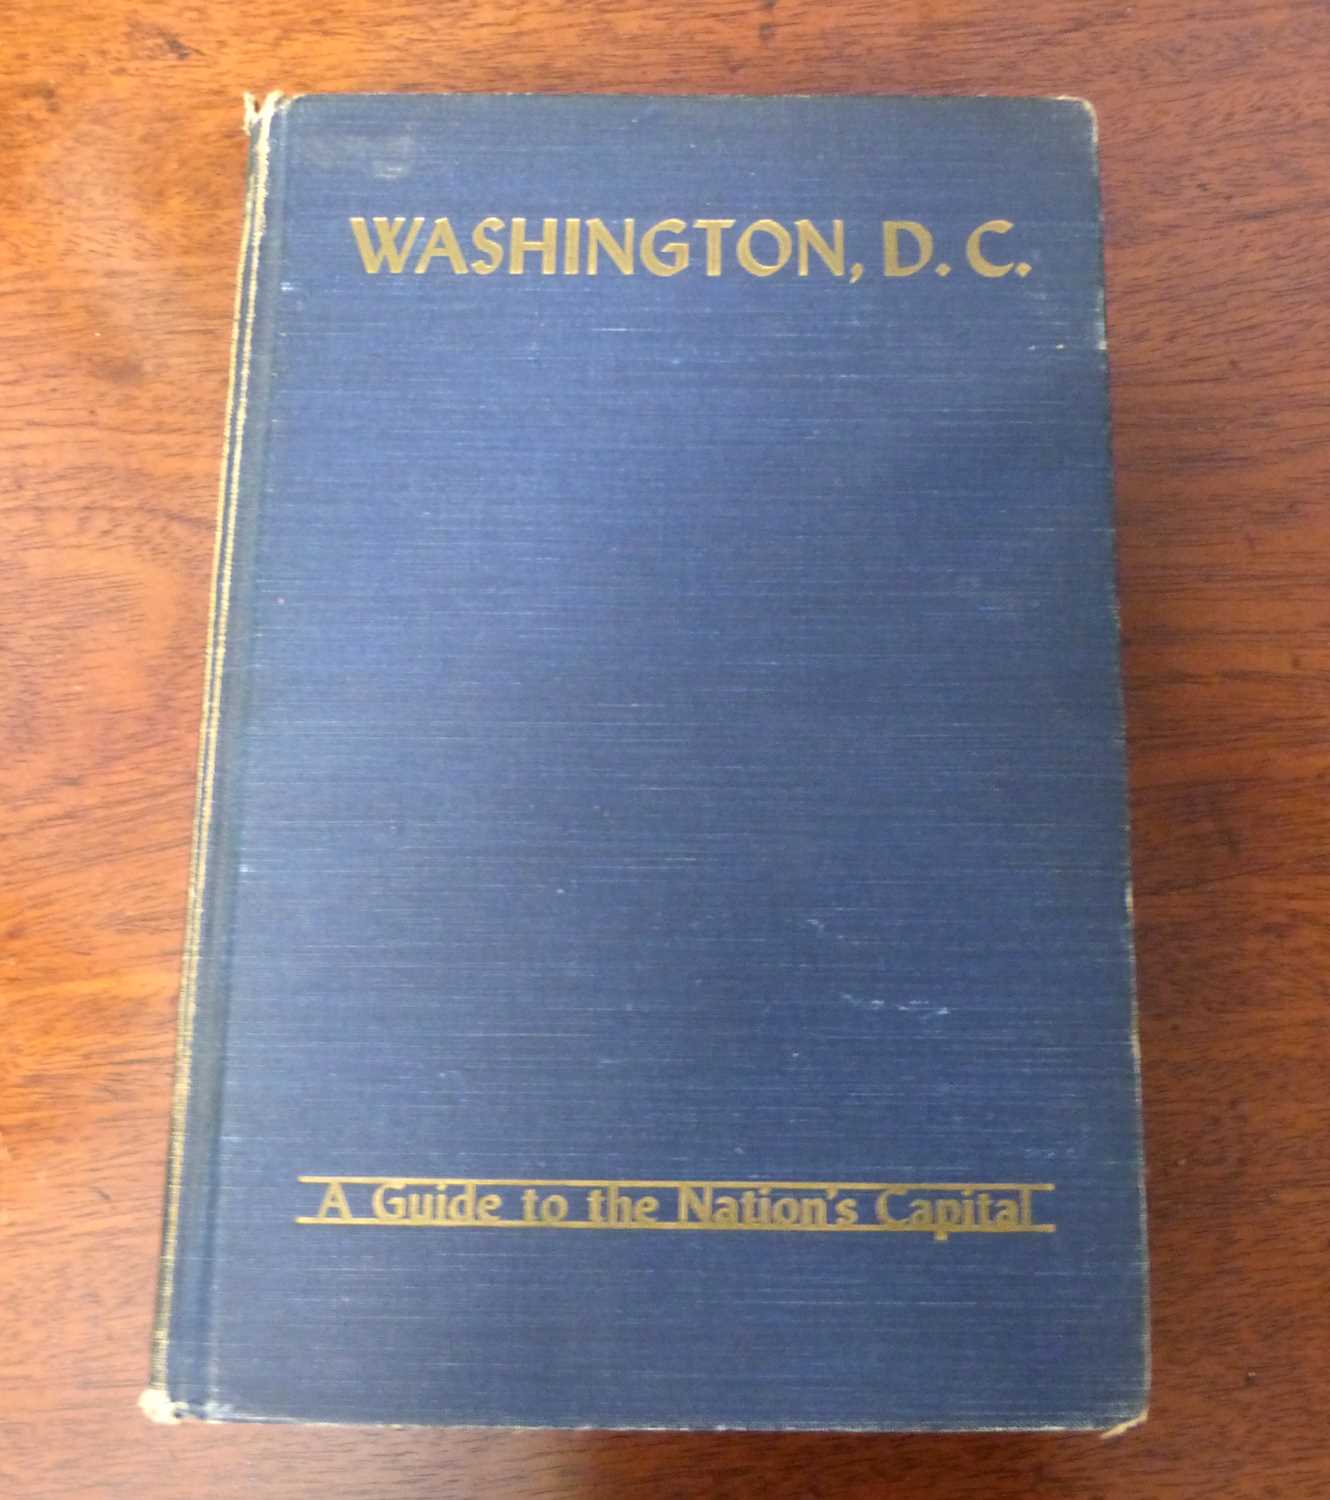 WASHINGTON, D. C.
A Guide to the Nation's Capital